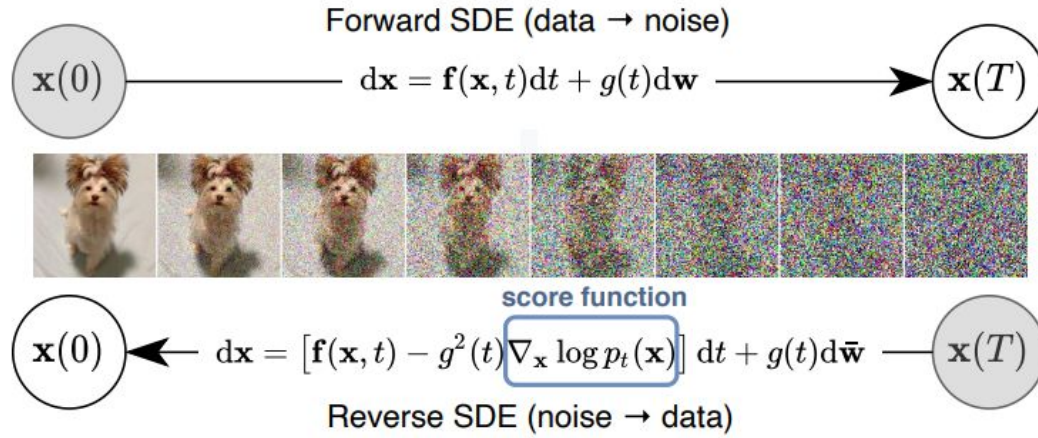 Forward SDE (data → noise)
x(0) dx = f(x, t)dt + g(t)dw x(T)
score function
x(0) dx = [f(x, t) − g²(t)∇ₓ log pₜ(x)] dt + g(t)dw̄ x(T)
Reverse SDE (noise → data)